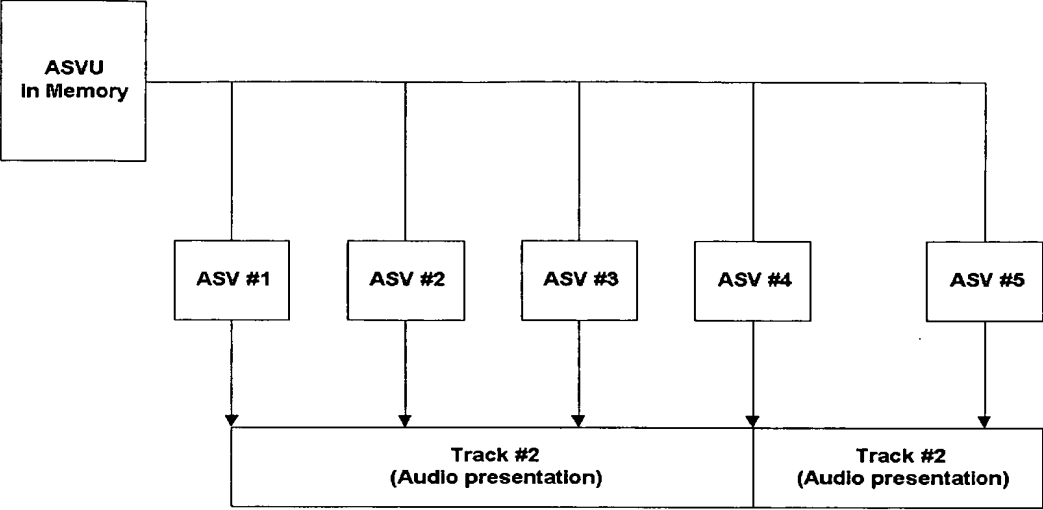 ASVU
In Memory
ASV #1
ASV #2
ASV #3
ASV #4
ASV #5
Track #2
(Audio presentation)
Track #2
(Audio presentation)